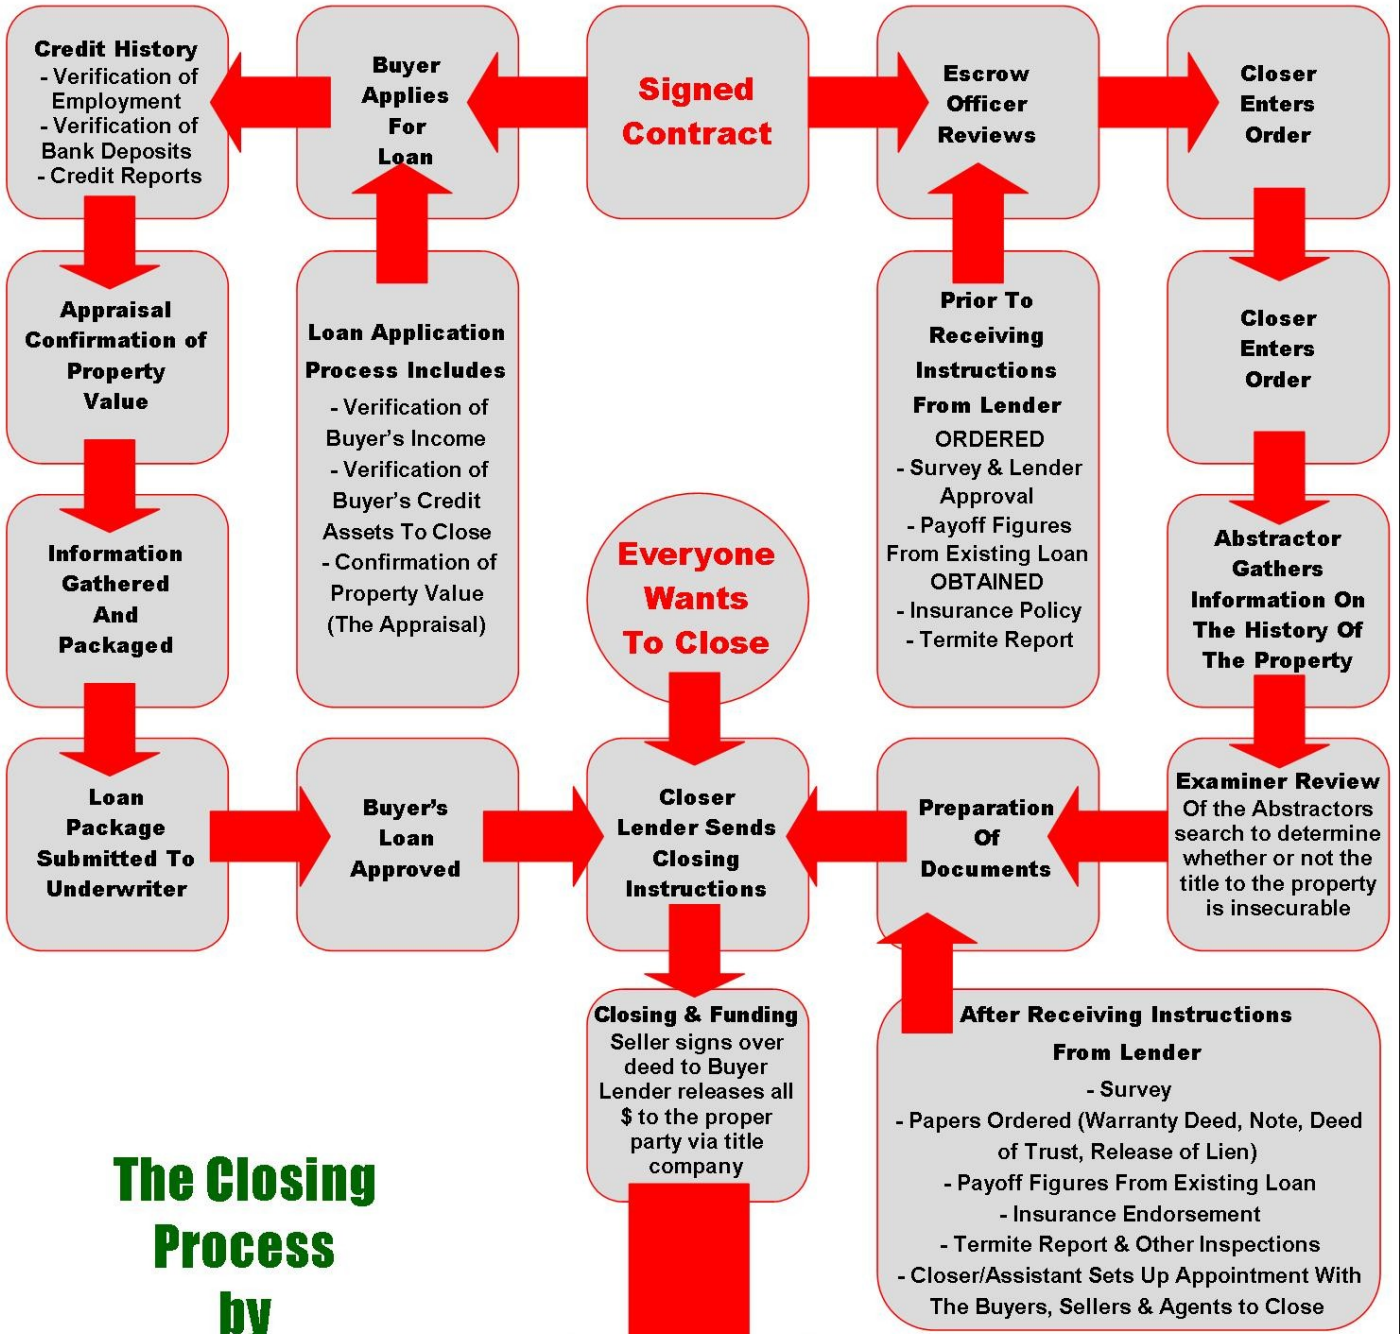 Credit History
- Verification of
Employment
- Verification of
Bank Deposits
- Credit Reports
Buyer
Applies
For
Loan
Signed
Contract
Escrow
Officer
Reviews
Closer
Enters
Order
Appraisal
Confirmation of
Property
Value
Loan Application
Process Includes
- Verification of
Buyer's Income
- Verification of
Buyer's Credit
Assets To Close
- Confirmation of
Property Value
(The Appraisal)
Prior To
Receiving
Instructions
From Lender
ORDERED
- Survey & Lender
Approval
- Payoff Figures
From Existing Loan
OBTAINED
- Insurance Policy
- Termite Report
Closer
Enters
Order
Information
Gathered
And
Packaged
Everyone
Wants
To Close
Abstractor
Gathers
Information On
The History Of
The Property
Loan
Package
Submitted To
Underwriter
Buyer's
Loan
Approved
Closer
Lender Sends
Closing
Instructions
Preparation
Of
Documents
Examiner Review
Of the Abstractors
search to determine
whether or not the
title to the property
is insecurable
Closing & Funding
Seller signs over
deed to Buyer
Lender releases all
$ to the proper
party via title
company
After Receiving Instructions
From Lender
- Survey
- Papers Ordered (Warranty Deed, Note, Deed
of Trust, Release of Lien)
- Payoff Figures From Existing Loan
- Insurance Endorsement
- Termite Report & Other Inspections
- Closer/Assistant Sets Up Appointment With
The Buyers, Sellers & Agents to Close
The Closing
Process
by